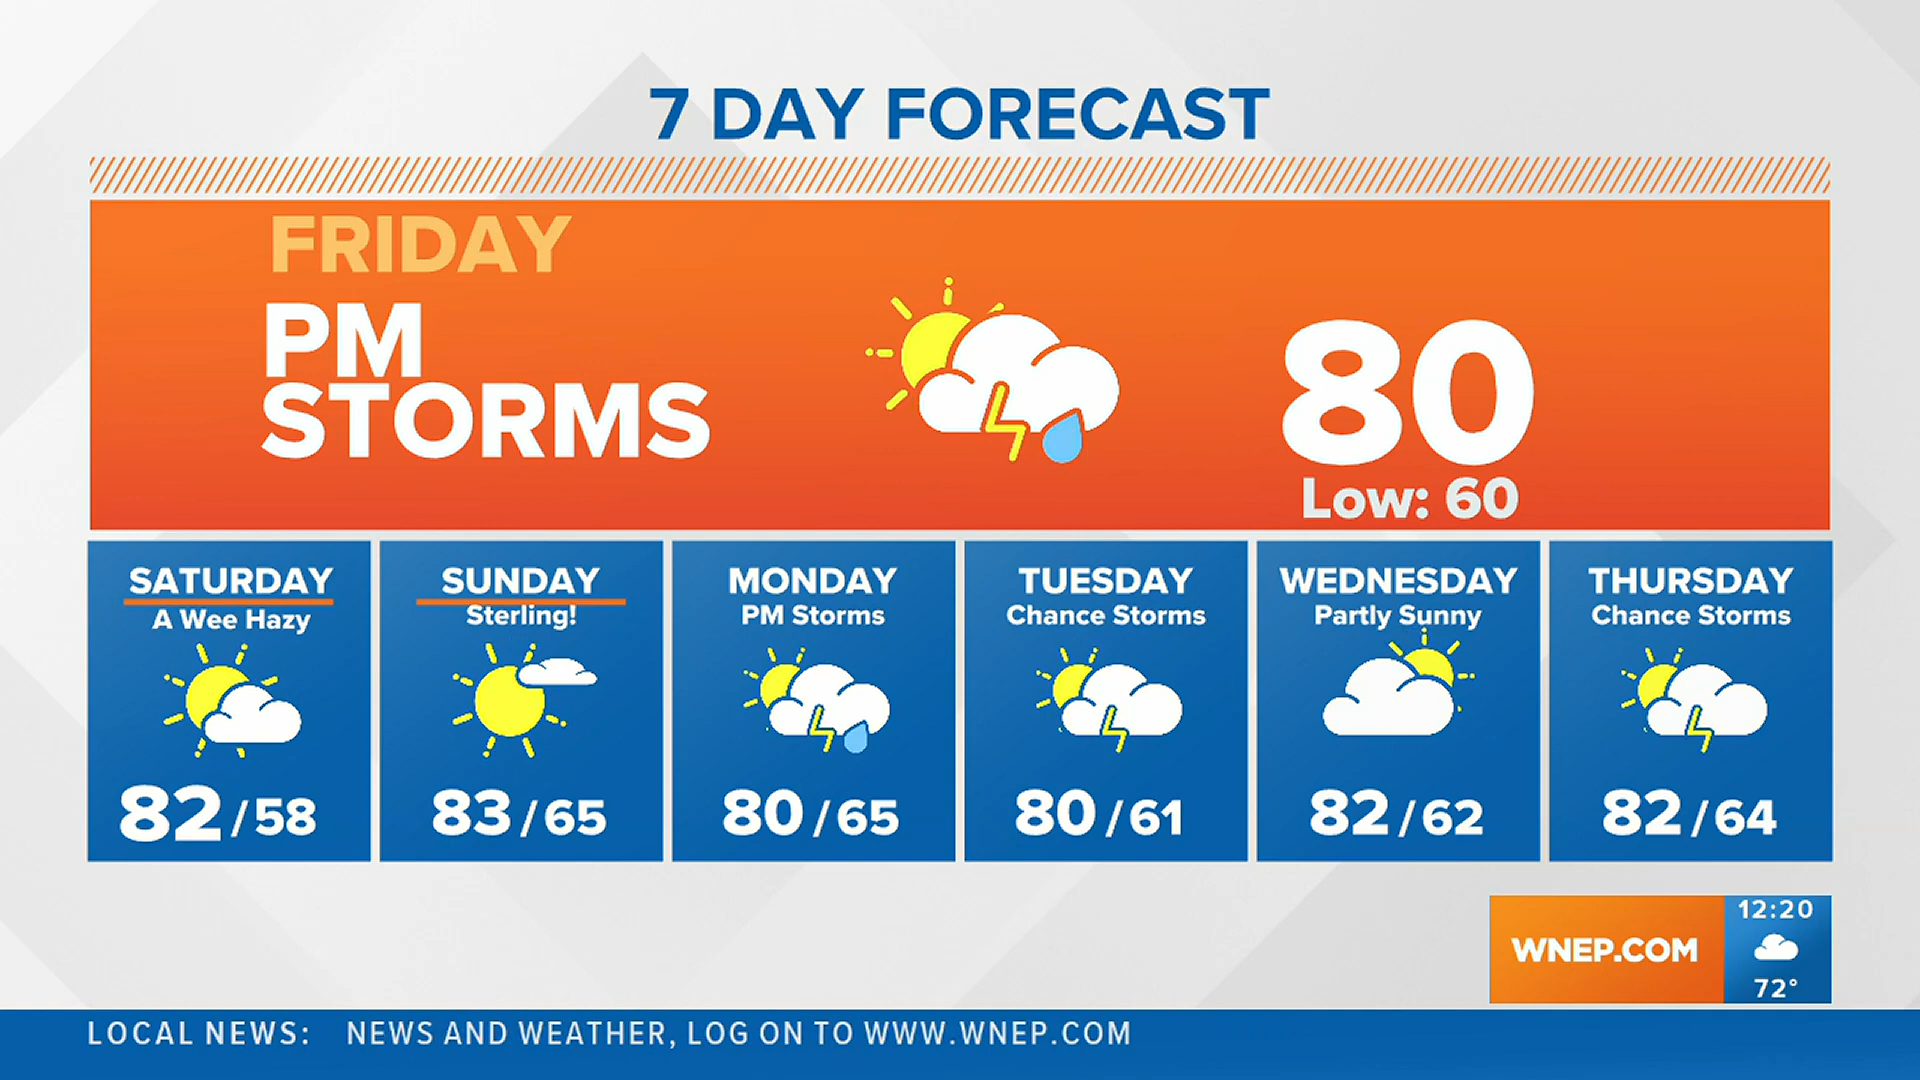 7 DAY FORECAST
FRIDAY
PM
STORMS
80
Low: 60
SATURDAY
A Wee Hazy
82/58
SUNDAY
Sterling!
83/65
MONDAY
PM Storms
80/65
TUESDAY
Chance Storms
80/61
WEDNESDAY
Partly Sunny
82/62
THURSDAY
Chance Storms
82/64
WNEP.COM
12:20
72°
LOCAL NEWS: NEWS AND WEATHER, LOG ON TO WWW.WNEP.COM